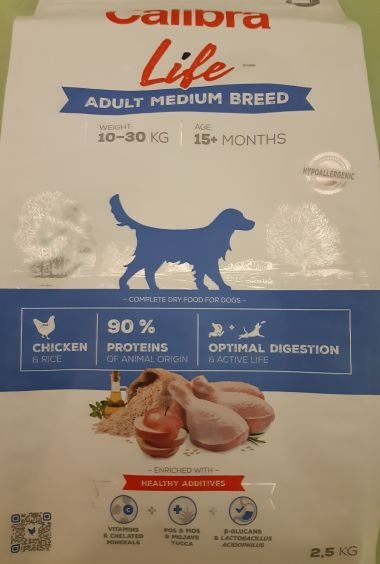 Calibra
Life
ADULT MEDIUM BREED
WEIGHT:
10-30 KG
AGE:
15+ MONTHS
HYPOALLERGENIC
- COMPLETE DRY FOOD FOR DOGS -
CHICKEN
& RICE
90 %
PROTEINS
OF ANIMAL ORIGIN
OPTIMAL DIGESTION
& ACTIVE LIFE
- ENRICHED WITH -
HEALTHY ADDITIVES
VITAMINS
& CHELATED
MINERALS
FOS & MOS
& MOJAVE
YUCCA
β-GLUCANS
& LACTOBACILLUS
ACIDOPHILUS
2,5 KG